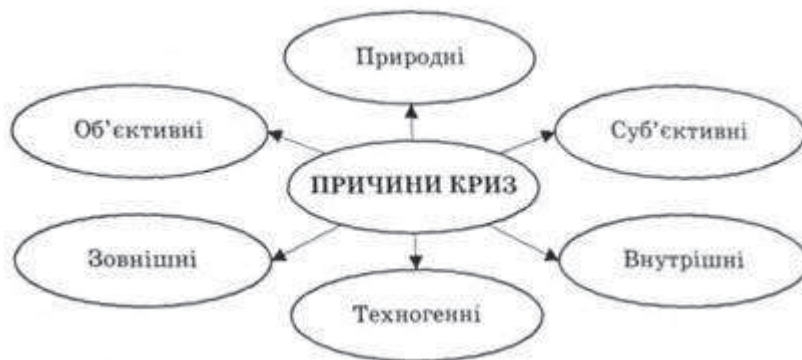 Природні
Об'єктивні
Суб'єктивні
ПРИЧИНИ КРИЗ
Зовнішні
Внутрішні
Техногенні